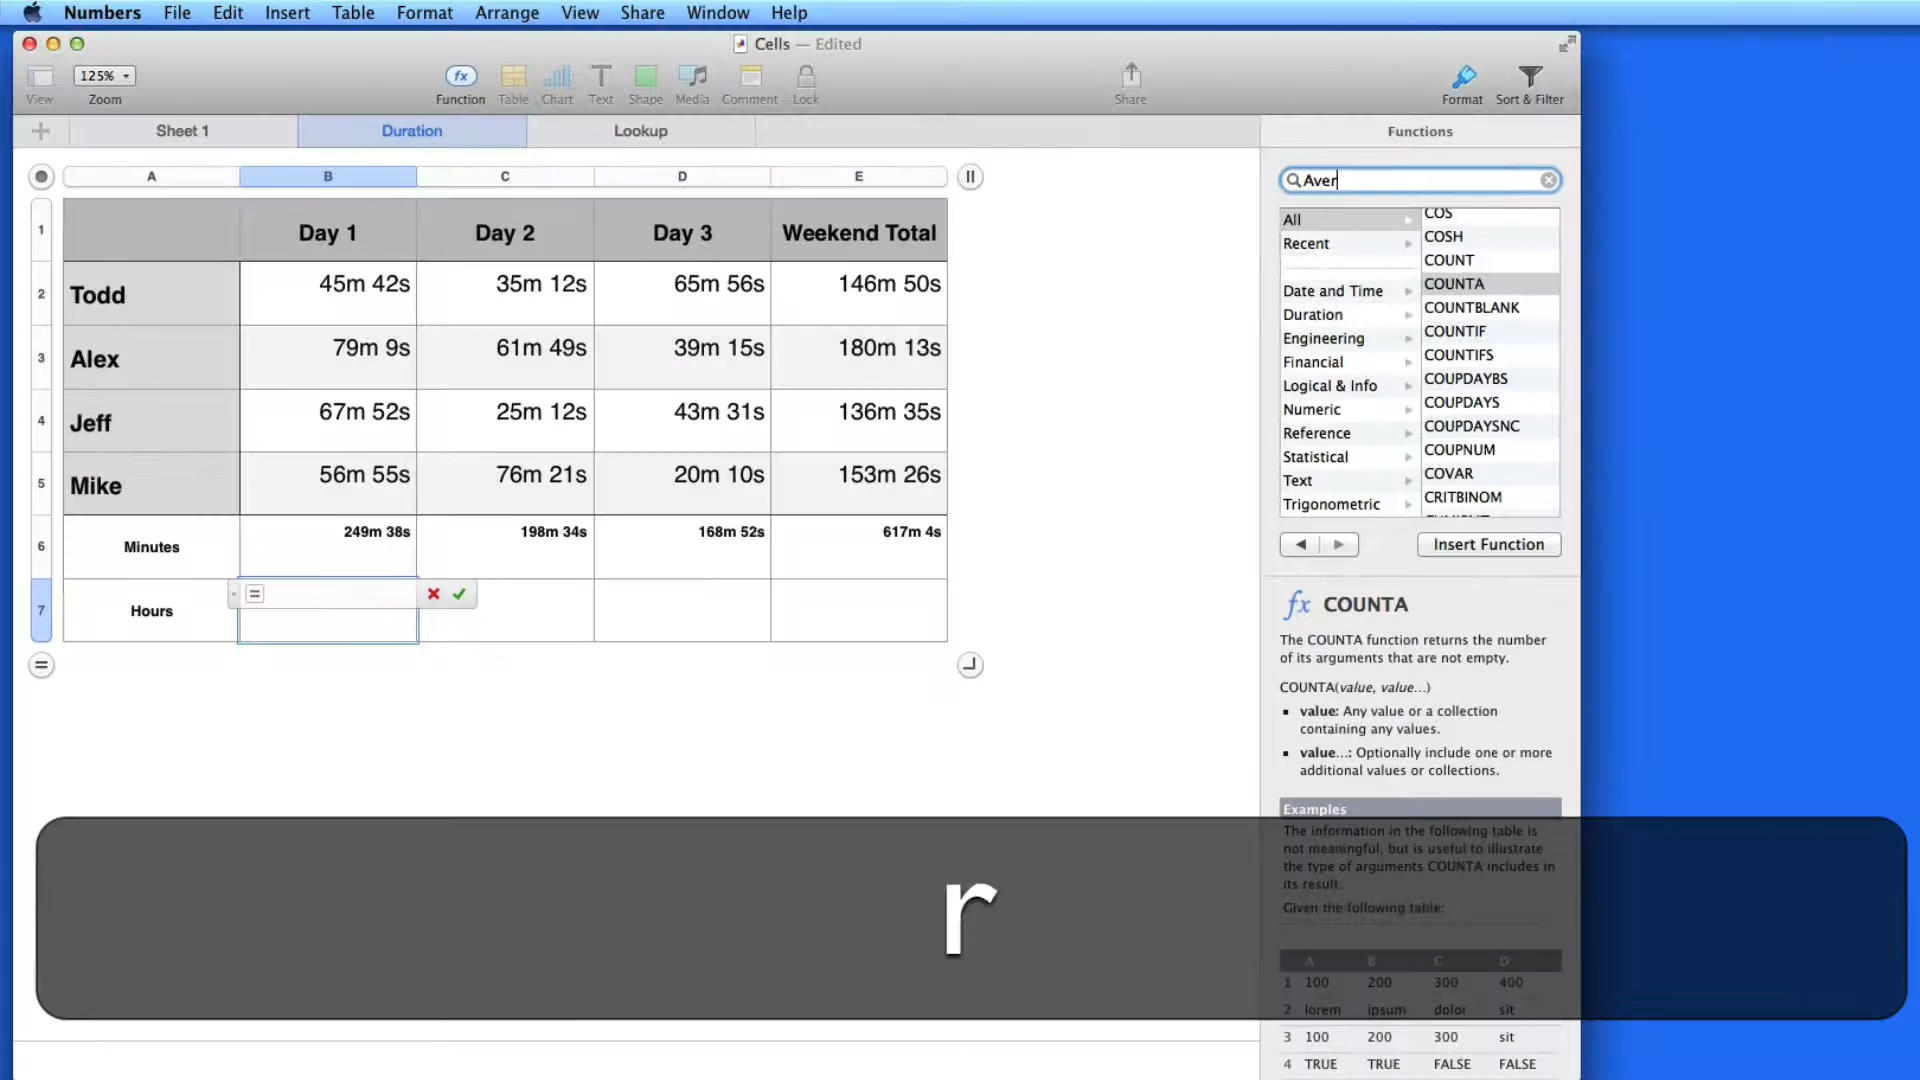 Numbers File Edit Insert Table Format Arrange View Share Window Help
Cells — Edited
125%
View Zoom fx Function Table Chart Text Shape Media Comment Lock Share Format Sort & Filter
Sheet 1 Duration Lookup Functions
A B C D E
Aver
1 Day 1 Day 2 Day 3 Weekend Total
2 Todd 45m 42s 35m 12s 65m 56s 146m 50s
3 Alex 79m 9s 61m 49s 39m 15s 180m 13s
4 Jeff 67m 52s 25m 12s 43m 31s 136m 35s
5 Mike 56m 55s 76m 21s 20m 10s 153m 26s
6 Minutes 249m 38s 198m 34s 168m 52s 617m 4s
7 Hours =
All
Recent
Date and Time
Duration
Engineering
Financial
Logical & Info
Numeric
Reference
Statistical
Text
Trigonometric
COS
COSH
COUNT
COUNTA
COUNTBLANK
COUNTIF
COUNTIFS
COUPDAYBS
COUPDAYS
COUPDAYSNC
COUPNUM
COVAR
CRITBINOM
Insert Function
fx COUNTA
The COUNTA function returns the number
of its arguments that are not empty.
COUNTA(value, value…)
value: Any value or a collection
containing any values.
value…: Optionally include one or more
additional values or collections.
Examples
The information in the following table is
not meaningful, but is useful to illustrate
the type of arguments COUNTA includes in
its result.
Given the following table:
A B C D
1 100 200 300 400
2 lorem ipsum dolor sit
3 100 200 300 sit
4 TRUE TRUE FALSE FALSE
r